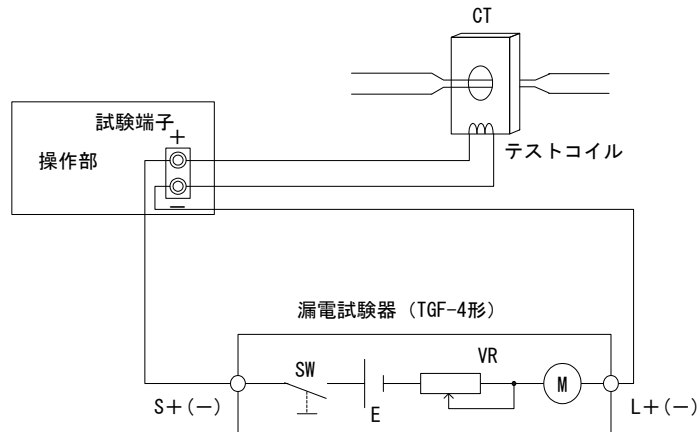 CT
試験端子
+
操作部
−
テストコイル
漏電試験器 (TGF-4形)
SW
VR
M
E
S+(−)
L+(−)